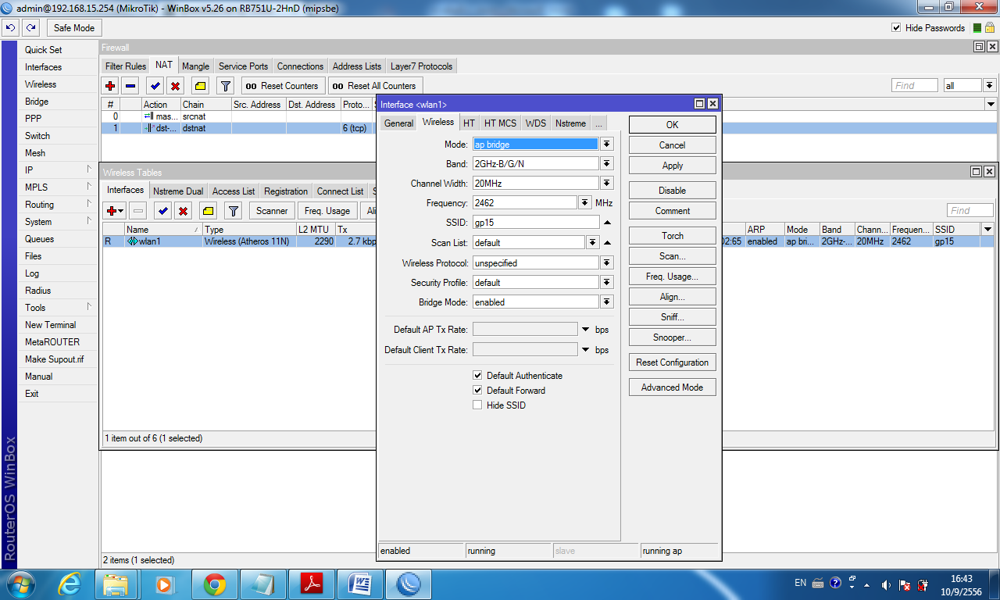 admin@192.168.15.254 (MikroTik) - WinBox v5.26 on RB751U-2HnD (mipsbe)
Safe Mode
Hide Passwords
Quick Set
Interfaces
Wireless
Bridge
PPP
Switch
Mesh
IP
MPLS
Routing
System
Queues
Files
Log
Radius
Tools
New Terminal
MetaROUTER
Make Supout.rif
Manual
Exit
RouterOS WinBox
Firewall
Filter Rules NAT Mangle Service Ports Connections Address Lists Layer7 Protocols
00 Reset Counters 00 Reset All Counters Find all
# Action Chain Src. Address Dst. Address Proto...
0 mas... srcnat
1 dst-... dstnat 6 (tcp)
2 items (1 selected)
Wireless Tables
Interfaces Nstreme Dual Access List Registration Connect List
Scanner Freq. Usage Find
Name / Type L2 MTU Tx ARP Mode Band Chann... Frequen... SSID
R wlan1 Wireless (Atheros 11N) 2290 2.7 kbp 02:65 enabled ap bri... 2GHz-... 20MHz 2462 gp15
1 item out of 6 (1 selected)
Interface <wlan1>
General Wireless HT HT MCS WDS Nstreme ...
Mode: ap bridge
Band: 2GHz-B/G/N
Channel Width: 20MHz
Frequency: 2462 MHz
SSID: gp15
Scan List: default
Wireless Protocol: unspecified
Security Profile: default
Bridge Mode: enabled
Default AP Tx Rate: bps
Default Client Tx Rate: bps
Default Authenticate
Default Forward
Hide SSID
OK
Cancel
Apply
Disable
Comment
Torch
Scan...
Freq. Usage...
Align...
Sniff...
Snooper...
Reset Configuration
Advanced Mode
enabled running slave running ap
EN
16:43
10/9/2556